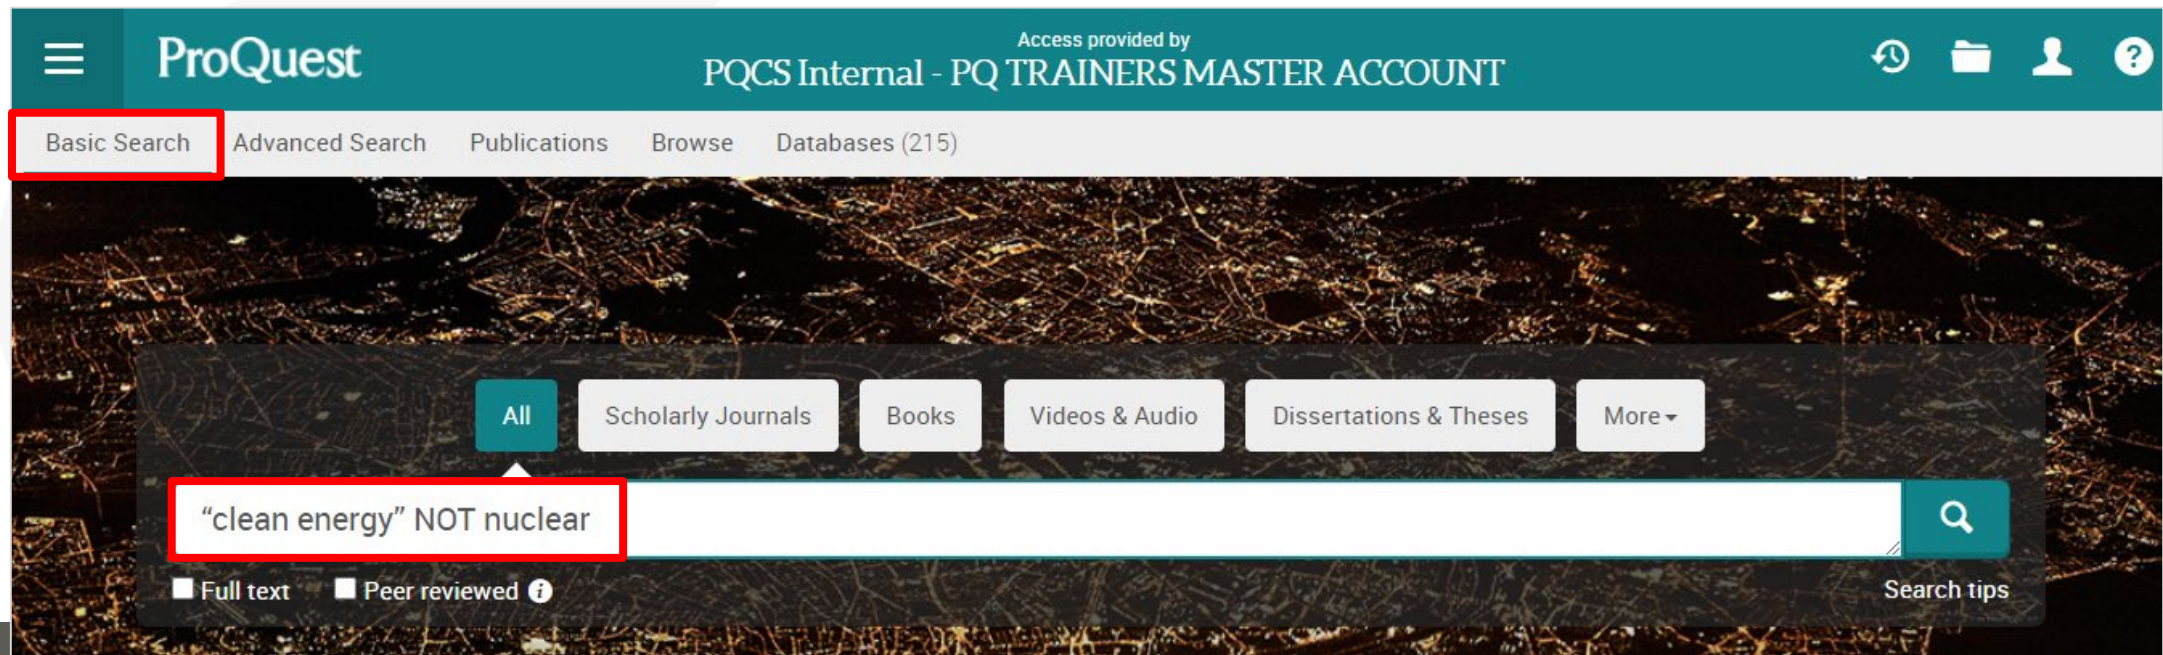 ProQuest
Access provided by
PQCS Internal - PQ TRAINERS MASTER ACCOUNT
?
Basic Search Advanced Search Publications Browse Databases (215)
All Scholarly Journals Books Videos & Audio Dissertations & Theses More
“clean energy” NOT nuclear
Full text Peer reviewed i Search tips